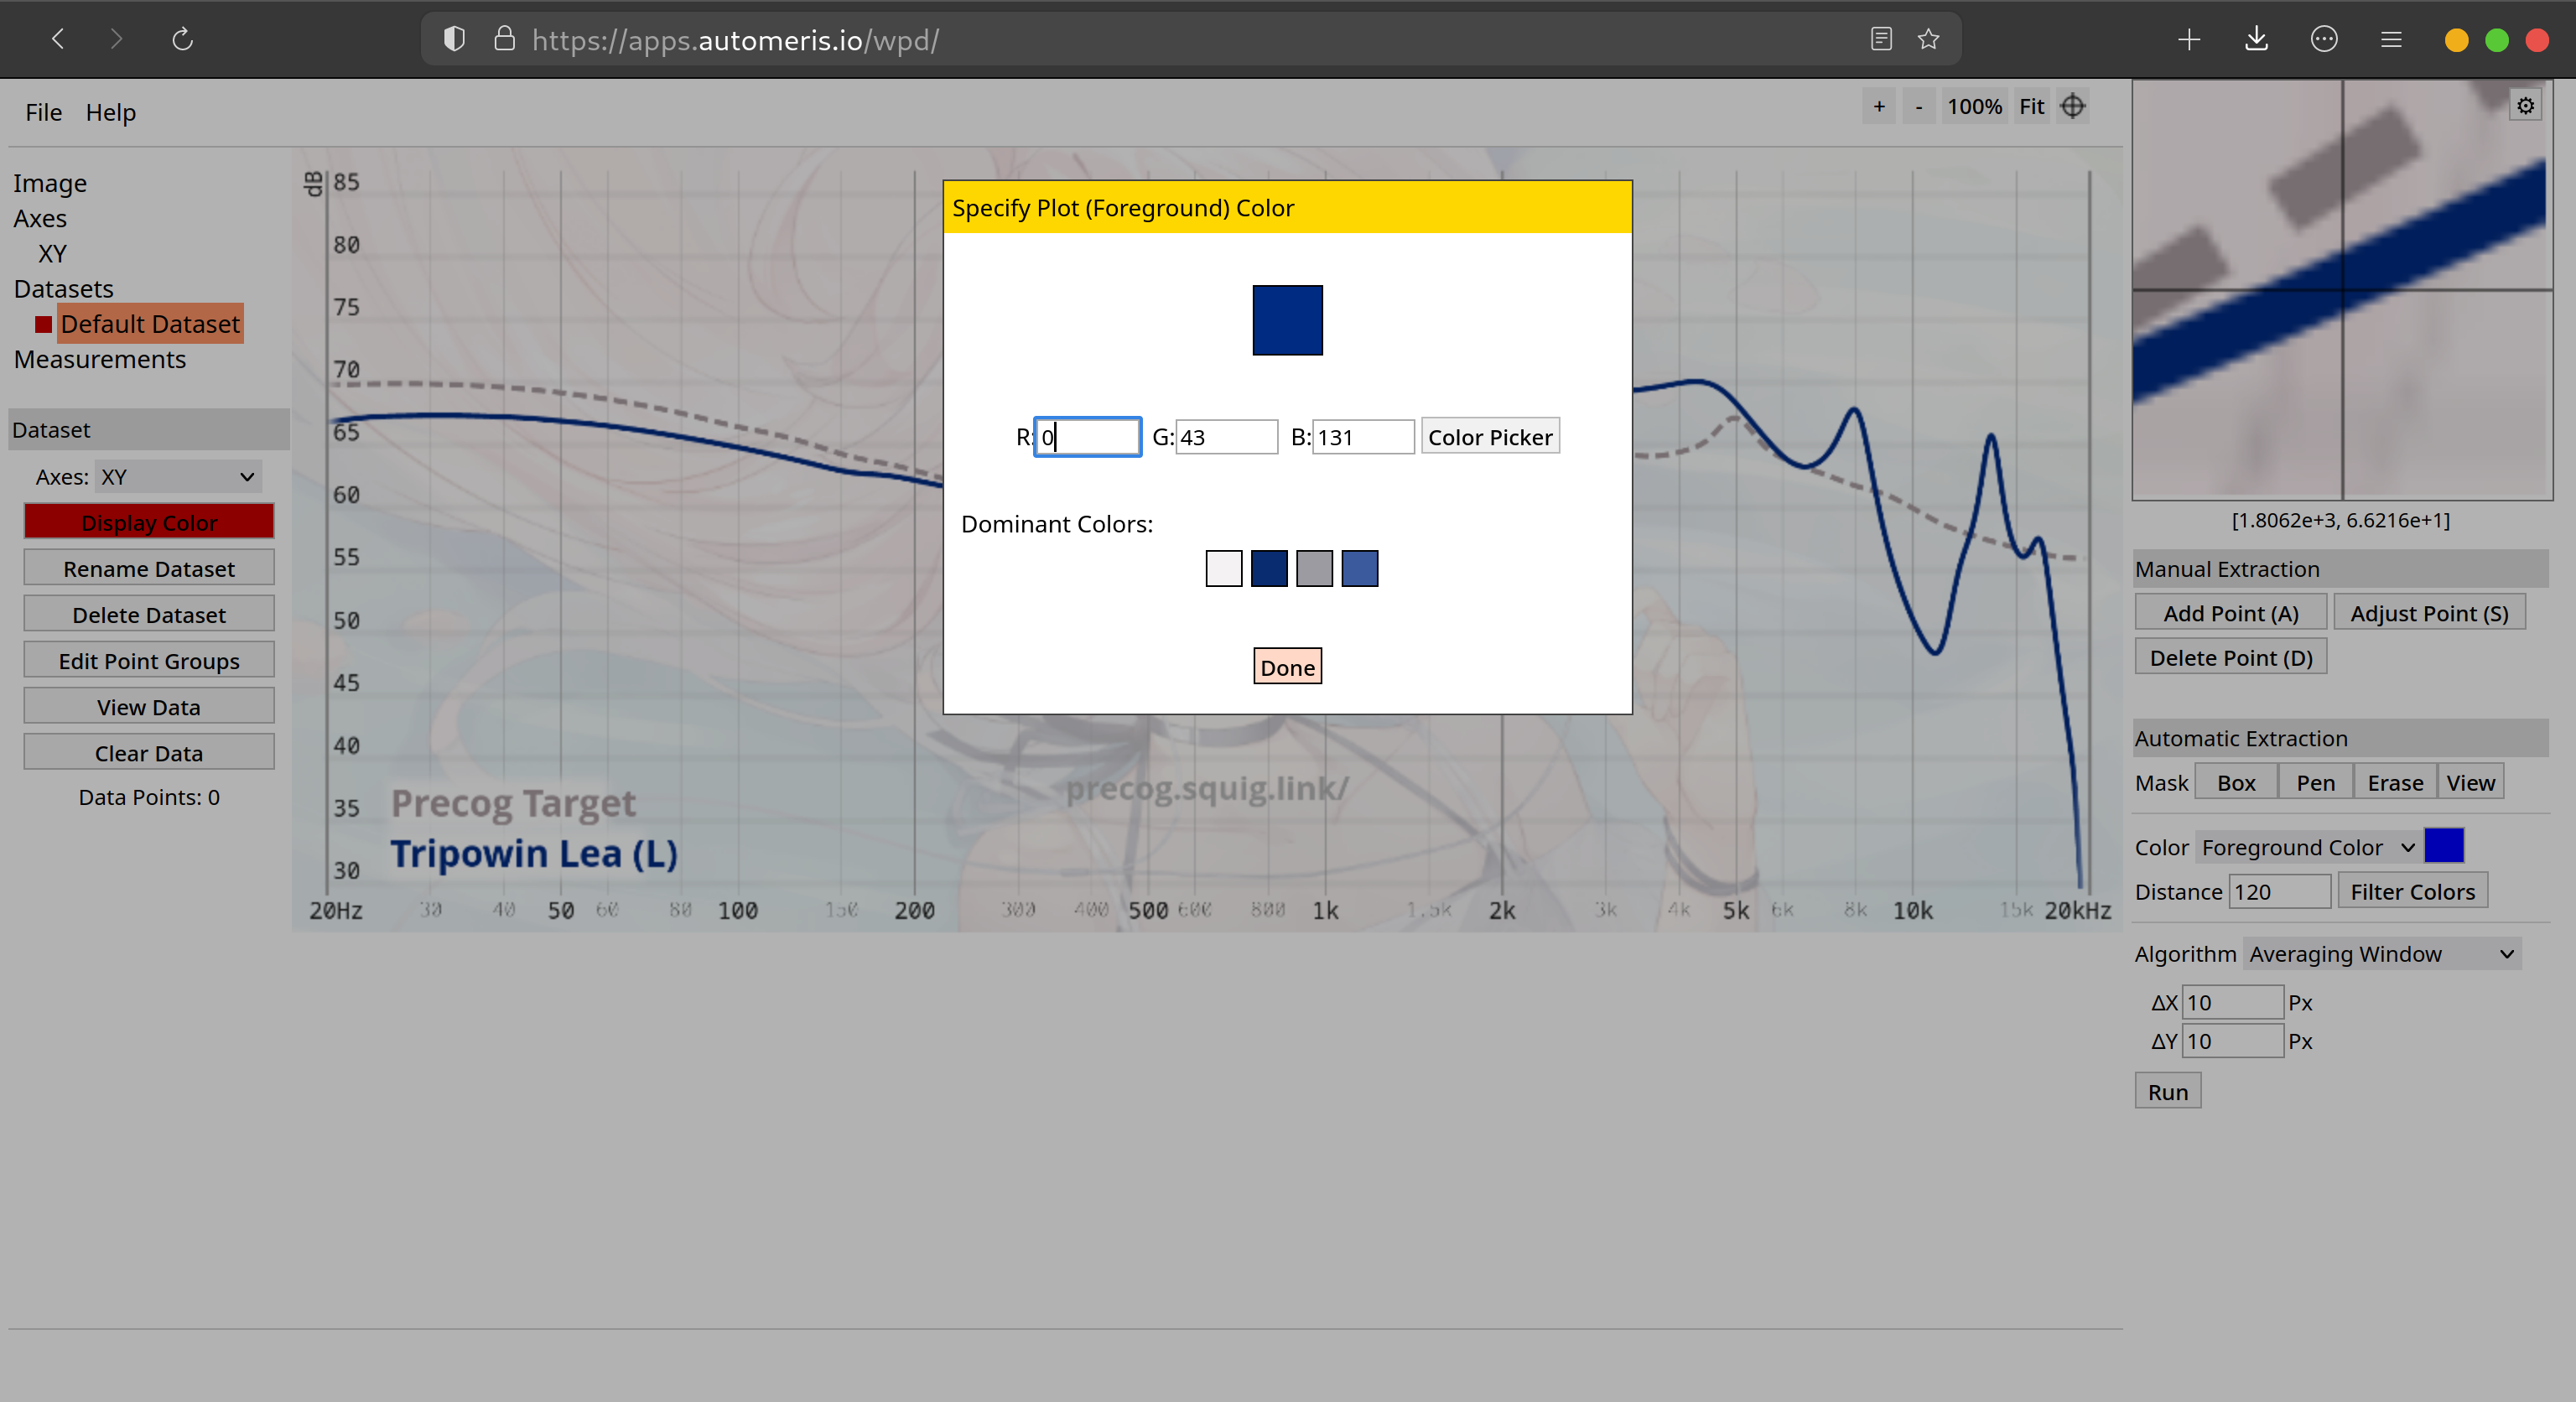 https://apps.automeris.io/wpd/
File Help
+ - 100% Fit
Image
Axes
XY
Datasets
Default Dataset
Measurements
Dataset
Axes: XY
Display Color
Rename Dataset
Delete Dataset
Edit Point Groups
View Data
Clear Data
Data Points: 0
dB
85
80
75
70
65
60
55
50
45
40
35
30
Precog Target
Tripowin Lea (L)
precog.squig.link/
20Hz 30 40 50 60 80 100 150 200 300 400 500 600 800 1k 1.5k 2k 3k 4k 5k 6k 8k 10k 15k 20kHz
Specify Plot (Foreground) Color
R: 0 G: 43 B: 131 Color Picker
Dominant Colors:
Done
[1.8062e+3, 6.6216e+1]
Manual Extraction
Add Point (A) Adjust Point (S)
Delete Point (D)
Automatic Extraction
Mask Box Pen Erase View
Color Foreground Color
Distance 120 Filter Colors
Algorithm Averaging Window
ΔX 10 Px
ΔY 10 Px
Run